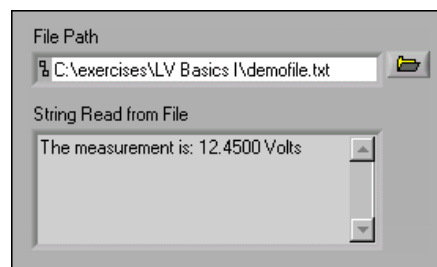 File Path
C:\exercises\LV Basics I\demofile.txt
String Read from File
The measurement is: 12.4500 Volts